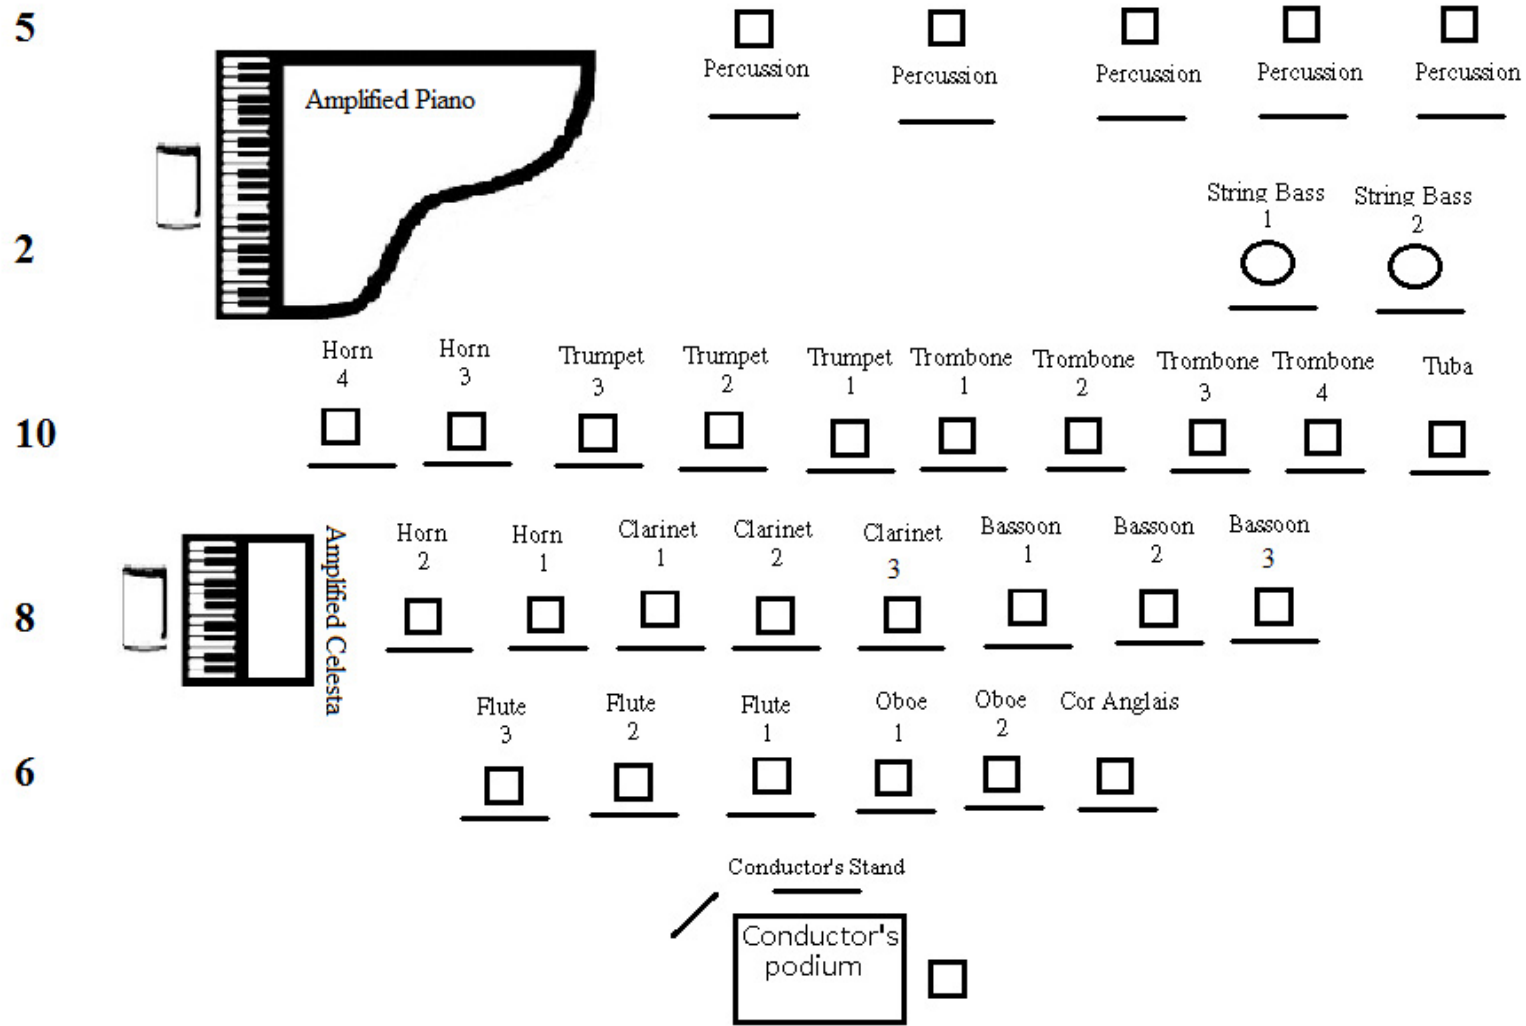 5
Percussion Percussion Percussion Percussion Percussion
Amplified Piano
String Bass String Bass
1 2
2
Horn Horn Trumpet Trumpet Trumpet Trombone Trombone Trombone Trombone Tuba
4 3 3 2 1 1 2 3 4
10
Amplified Celesta
Horn Horn Clarinet Clarinet Clarinet Bassoon Bassoon Bassoon
2 1 1 2 3 1 2 3
8
Flute Flute Flute Oboe Oboe Cor Anglais
3 2 1 1 2
6
Conductor's Stand
Conductor's
podium